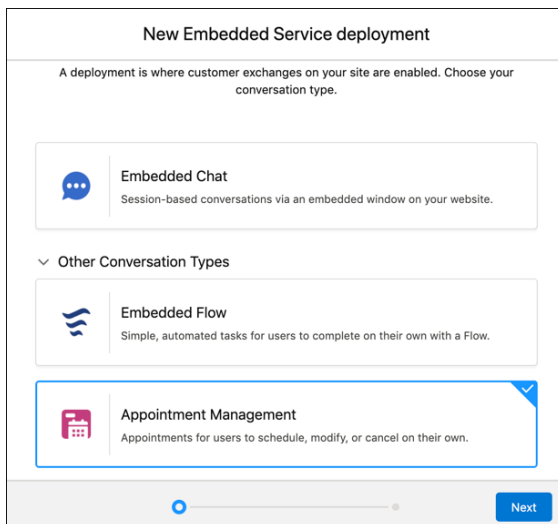 New Embedded Service deployment
A deployment is where customer exchanges on your site are enabled. Choose your
conversation type.
Embedded Chat
Session-based conversations via an embedded window on your website.
Other Conversation Types
Embedded Flow
Simple, automated tasks for users to complete on their own with a Flow.
Appointment Management
Appointments for users to schedule, modify, or cancel on their own.
Next